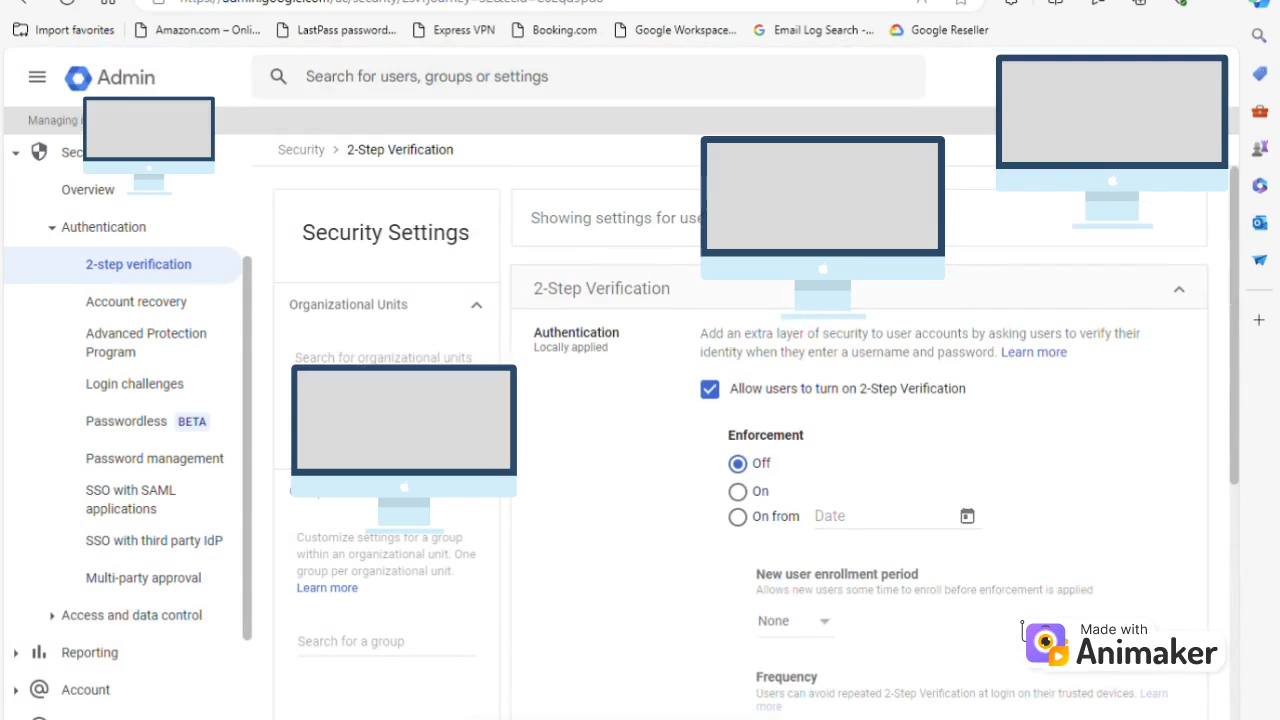 Import favorites
Amazon.com – Onli...
LastPass password...
Express VPN
Booking.com
Google Workspace...
Email Log Search -...
Google Reseller
Admin
Search for users, groups or settings
Managing
Security > 2-Step Verification
Overview
Authentication
2-step verification
Account recovery
Advanced Protection
Program
Login challenges
Passwordless BETA
Password management
SSO with SAML
applications
SSO with third party IdP
Multi-party approval
Access and data control
Reporting
Account
Security Settings
Organizational Units
Search for organizational units
Customize settings for a group
within an organizational unit. One
group per organizational unit.
Learn more
Search for a group
Showing settings for
2-Step Verification
Authentication
Locally applied
Add an extra layer of security to user accounts by asking users to verify their
identity when they enter a username and password. Learn more
Allow users to turn on 2-Step Verification
Enforcement
Off
On
On from Date
New user enrollment period
Allows new users some time to enroll before enforcement is applied
None
Frequency
Users can avoid repeated 2-Step Verification at login on their trusted devices. Learn
more
Made with
Animaker